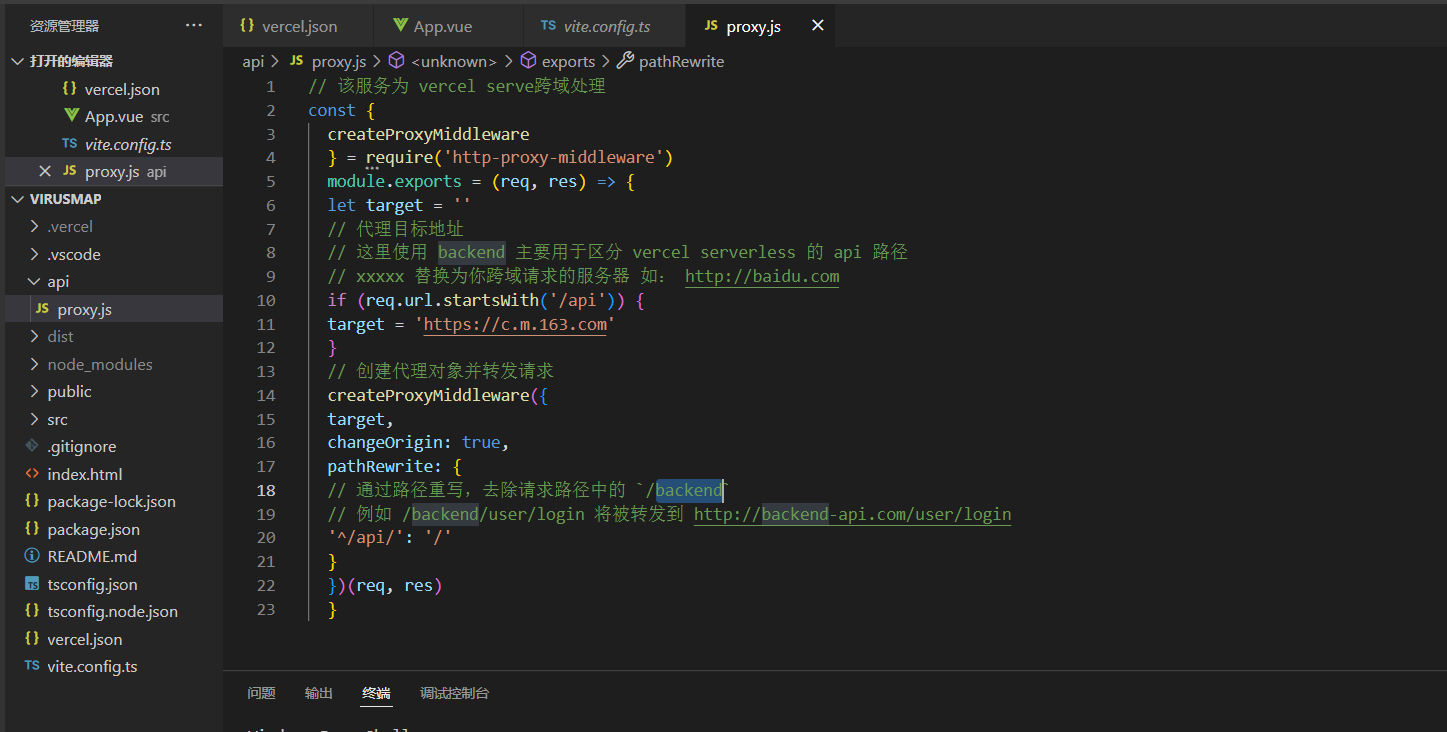 资源管理器 ···
打开的编辑器
{} vercel.json
App.vue src
TS vite.config.ts
× JS proxy.js api
VIRUSMAP
.vercel
.vscode
api
JS proxy.js
dist
node_modules
public
src
.gitignore
<> index.html
{} package-lock.json
{} package.json
README.md
TS tsconfig.json
{} tsconfig.node.json
{} vercel.json
TS vite.config.ts
{} vercel.json App.vue TS vite.config.ts JS proxy.js ×
api > JS proxy.js > <unknown> > exports > pathRewrite
1 // 该服务为 vercel serve跨域处理
2 const {
3 createProxyMiddleware
4 } = require('http-proxy-middleware')
5 module.exports = (req, res) => {
6 let target = ''
7 // 代理目标地址
8 // 这里使用 backend 主要用于区分 vercel serverless 的 api 路径
9 // xxxxx 替换为你跨域请求的服务器 如： http://baidu.com
10 if (req.url.startsWith('/api')) {
11 target = 'https://c.m.163.com'
12 }
13 // 创建代理对象并转发请求
14 createProxyMiddleware({
15 target,
16 changeOrigin: true,
17 pathRewrite: {
18 // 通过路径重写，去除请求路径中的 `/backend`
19 // 例如 /backend/user/login 将被转发到 http://backend-api.com/user/login
20 '^/api/': '/'
21 }
22 })(req, res)
23 }
问题 输出 终端 调试控制台